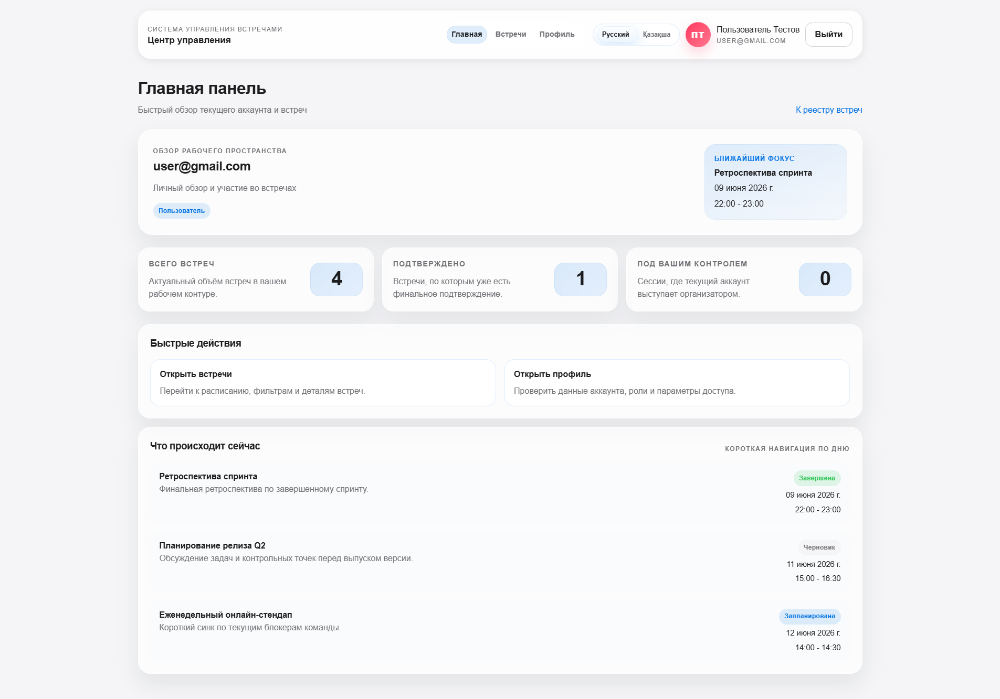 СИСТЕМА УПРАВЛЕНИЯ ВСТРЕЧАМИ
Центр управления
Главная
Встречи
Профиль
Русский
Қазақша
ПТ
Пользователь Тестов
USER@GMAIL.COM
Выйти
Главная панель
Быстрый обзор текущего аккаунта и встреч
К реестру встреч
ОБЗОР РАБОЧЕГО ПРОСТРАНСТВА
user@gmail.com
Личный обзор и участие во встречах
Пользователь
БЛИЖАЙШИЙ ФОКУС
Ретроспектива спринта
09 июня 2026 г.
22:00 - 23:00
ВСЕГО ВСТРЕЧ
Актуальный объём встреч в вашем
рабочем контуре.
4
ПОДТВЕРЖДЕНО
Встречи, по которым уже есть
финальное подтверждение.
1
ПОД ВАШИМ КОНТРОЛЕМ
Сессии, где текущий аккаунт
выступает организатором.
0
Быстрые действия
Открыть встречи
Перейти к расписанию, фильтрам и деталям встреч.
Открыть профиль
Проверить данные аккаунта, роли и параметры доступа.
Что происходит сейчас
КОРОТКАЯ НАВИГАЦИЯ ПО ДНЮ
Ретроспектива спринта
Финальная ретроспектива по завершенному спринту.
Завершена
09 июня 2026 г.
22:00 - 23:00
Планирование релиза Q2
Обсуждение задач и контрольных точек перед выпуском версии.
Черновик
11 июня 2026 г.
15:00 - 16:30
Еженедельный онлайн-стендап
Короткий синк по текущим блокерам команды.
Запланирована
12 июня 2026 г.
14:00 - 14:30